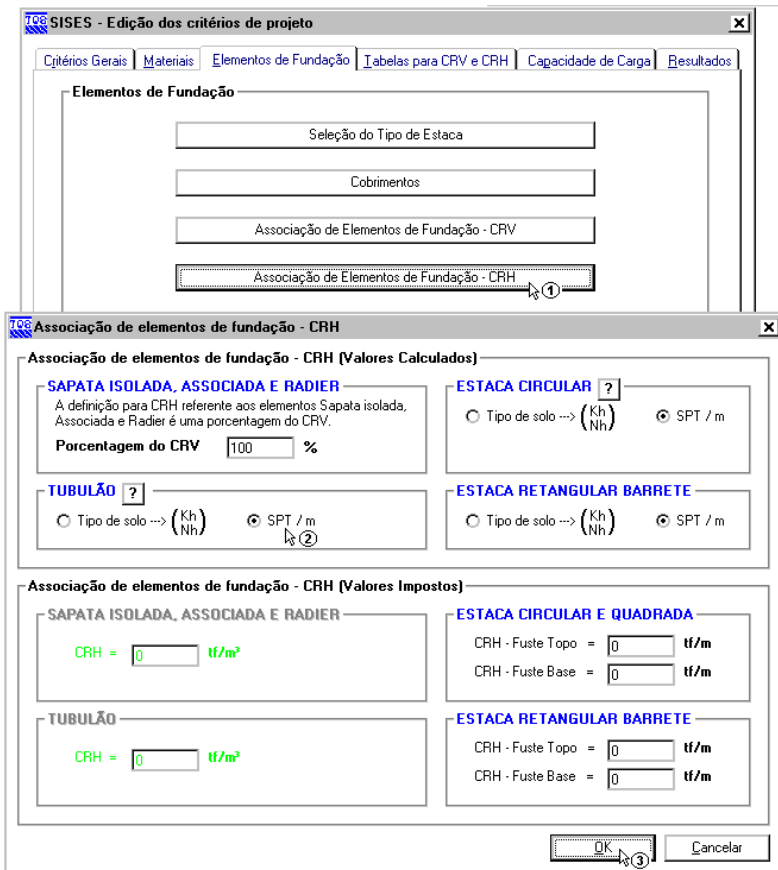 TQS SISES - Edição dos critérios de projeto
Critérios Gerais Materiais Elementos de Fundação Tabelas para CRV e CRH Capacidade de Carga Resultados
Elementos de Fundação
Seleção do Tipo de Estaca
Cobrimentos
Associação de Elementos de Fundação - CRV
Associação de Elementos de Fundação - CRH
1
TQS Associação de elementos de fundação - CRH
Associação de elementos de fundação - CRH (Valores Calculados)
SAPATA ISOLADA, ASSOCIADA E RADIER
A definição para CRH referente aos elementos Sapata isolada,
Associada e Radier é uma porcentagem do CRV.
Porcentagem do CRV 100 %
ESTACA CIRCULAR ?
Tipo de solo ---> (Kh Nh) SPT / m
TUBULÃO ?
Tipo de solo ---> (Kh Nh) SPT / m
2
ESTACA RETANGULAR BARRETE
Tipo de solo ---> (Kh Nh) SPT / m
Associação de elementos de fundação - CRH (Valores Impostos)
SAPATA ISOLADA, ASSOCIADA E RADIER
CRH = 0 tf/m³
ESTACA CIRCULAR E QUADRADA
CRH - Fuste Topo = 0 tf/m
CRH - Fuste Base = 0 tf/m
TUBULÃO
CRH = 0 tf/m³
ESTACA RETANGULAR BARRETE
CRH - Fuste Topo = 0 tf/m
CRH - Fuste Base = 0 tf/m
OK Cancelar
3